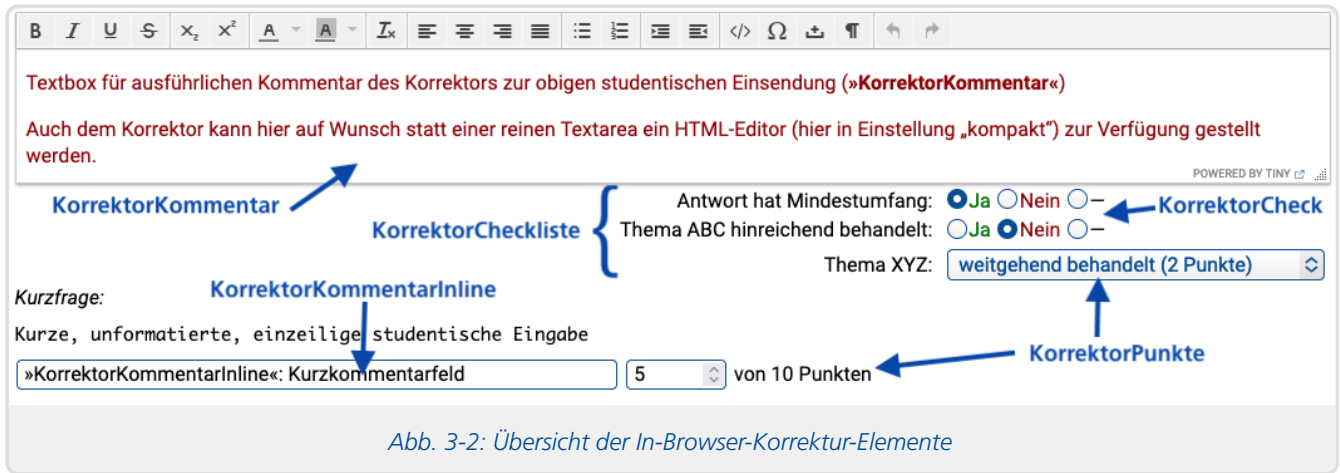 B I U S X₂ X² A A Tx </> Ω ¶
Textbox für ausführlichen Kommentar des Korrektors zur obigen studentischen Einsendung (»KorrektorKommentar«)
Auch dem Korrektor kann hier auf Wunsch statt einer reinen Textarea ein HTML-Editor (hier in Einstellung „kompakt“) zur Verfügung gestellt
werden.
POWERED BY TINY
KorrektorKommentar
KorrektorCheckliste
Antwort hat Mindestumfang: Ja Nein —
KorrektorCheck
Thema ABC hinreichend behandelt: Ja Nein —
Thema XYZ: weitgehend behandelt (2 Punkte)
KorrektorKommentarInline
Kurzfrage:
Kurze, unformatierte, einzeilige studentische Eingabe
KorrektorPunkte
»KorrektorKommentarInline«: Kurzkommentarfeld 5 von 10 Punkten
Abb. 3-2: Übersicht der In-Browser-Korrektur-Elemente